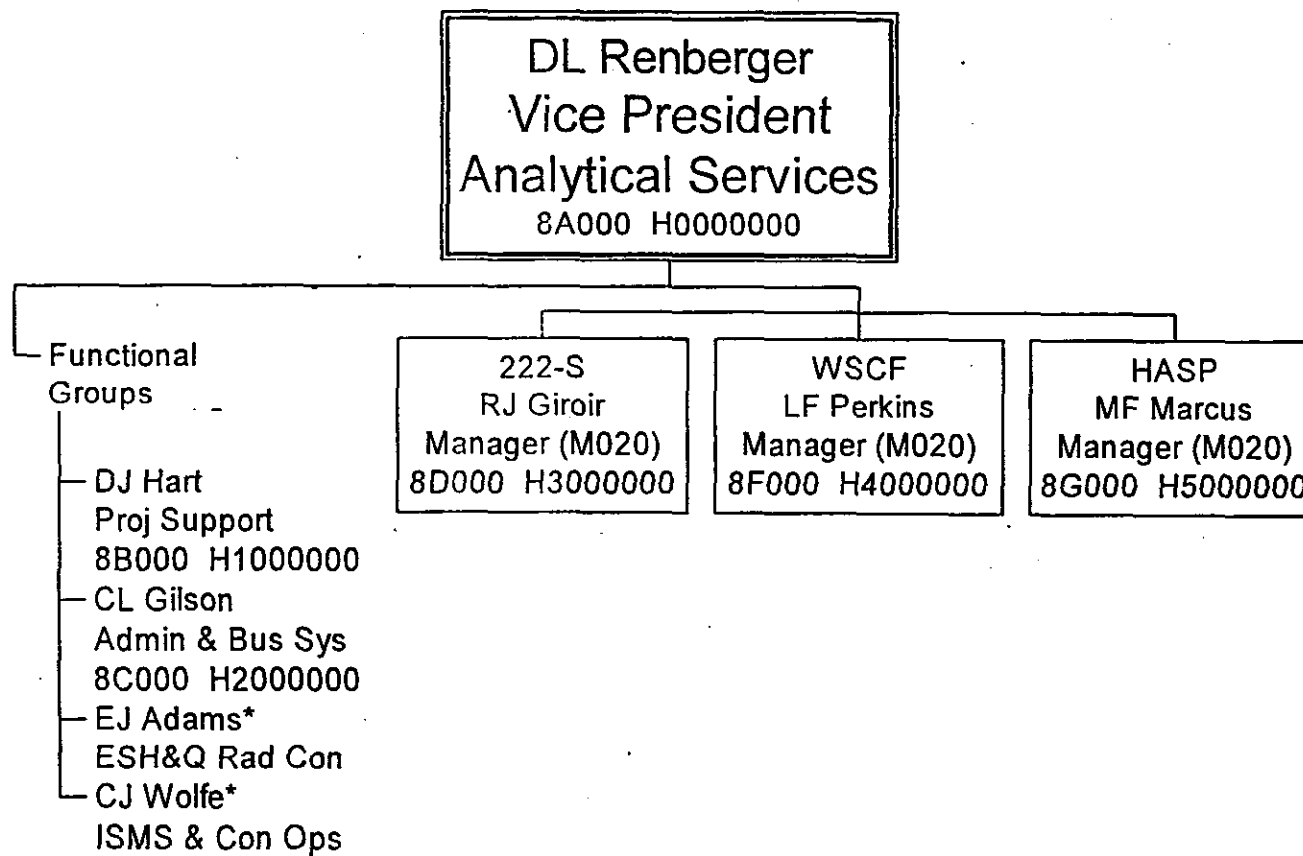 DL Renberger
Vice President
Analytical Services
8A000 H0000000
Functional
Groups
DJ Hart
Proj Support
8B000 H1000000
CL Gilson
Admin & Bus Sys
8C000 H2000000
EJ Adams*
ESH&Q Rad Con
CJ Wolfe*
ISMS & Con Ops
222-S
RJ Giroir
Manager (M020)
8D000 H3000000
WSCF
LF Perkins
Manager (M020)
8F000 H4000000
HASP
MF Marcus
Manager (M020)
8G000 H5000000